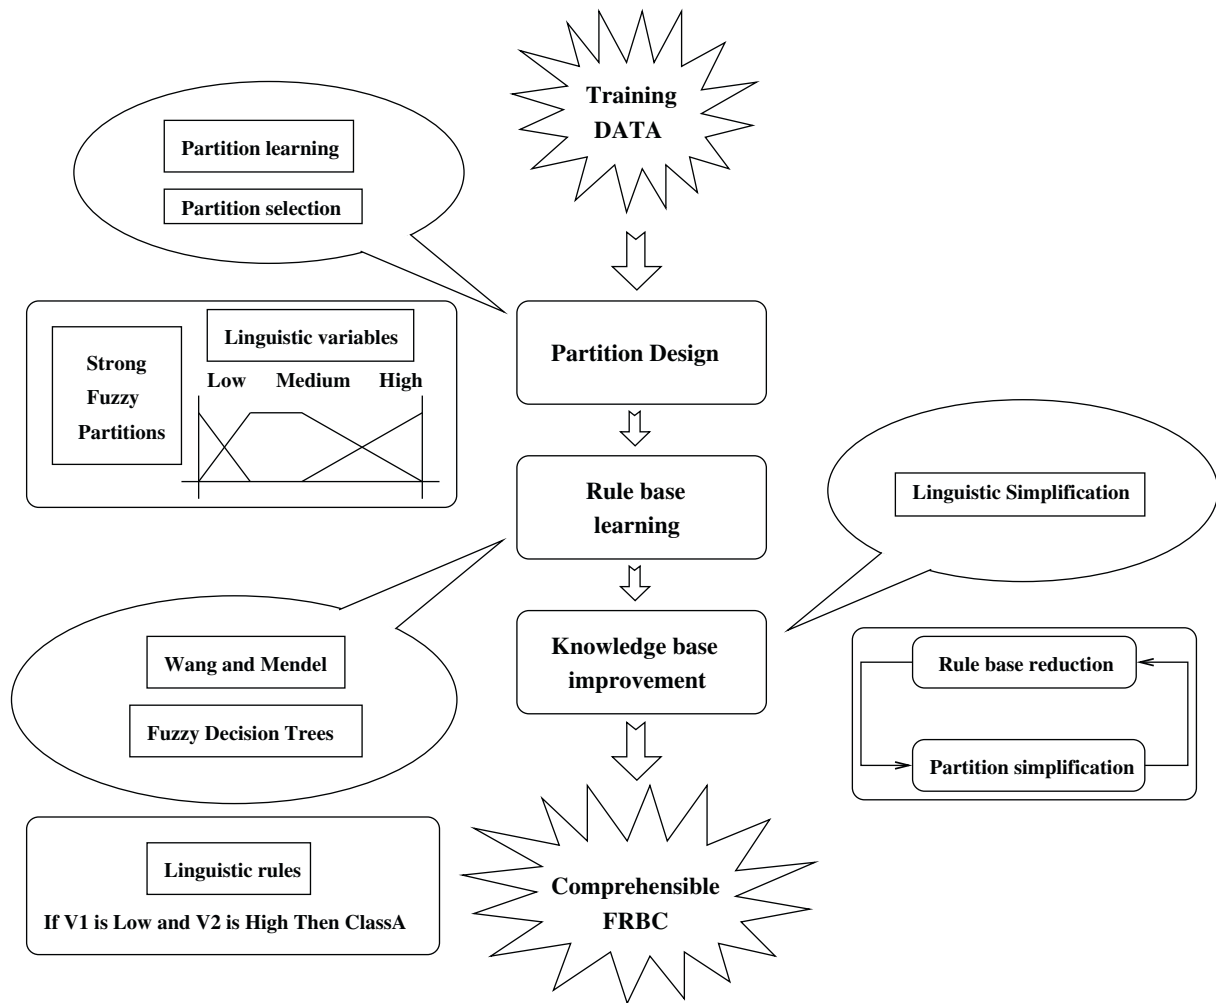 Training
DATA
Partition learning
Partition selection
Linguistic variables
Strong
Fuzzy
Partitions
Low Medium High
Partition Design
Rule base
learning
Linguistic Simplification
Wang and Mendel
Fuzzy Decision Trees
Knowledge base
improvement
Rule base reduction
Partition simplification
Linguistic rules
If V1 is Low and V2 is High Then ClassA
Comprehensible
FRBC